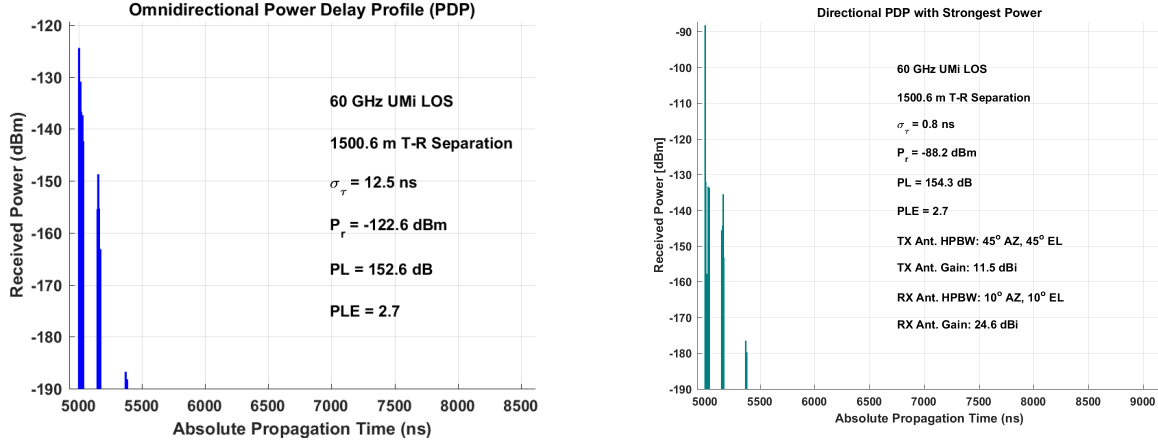 Omnidirectional Power Delay Profile (PDP)
-120
-130
-140
-150
-160
-170
-180
-190
Received Power (dBm)
60 GHz UMi LOS
1500.6 m T-R Separation
σ_τ = 12.5 ns
P_r = -122.6 dBm
PL = 152.6 dB
PLE = 2.7
5000 5500 6000 6500 7000 7500 8000 8500
Absolute Propagation Time (ns)
Directional PDP with Strongest Power
-90
-100
-110
-120
-130
-140
-150
-160
-170
-180
-190
Received Power [dBm]
60 GHz UMi LOS
1500.6 m T-R Separation
σ_τ = 0.8 ns
P_r = -88.2 dBm
PL = 154.3 dB
PLE = 2.7
TX Ant. HPBW: 45° AZ, 45° EL
TX Ant. Gain: 11.5 dBi
RX Ant. HPBW: 10° AZ, 10° EL
RX Ant. Gain: 24.6 dBi
5000 5500 6000 6500 7000 7500 8000 8500 9000
Absolute Propagation Time (ns)